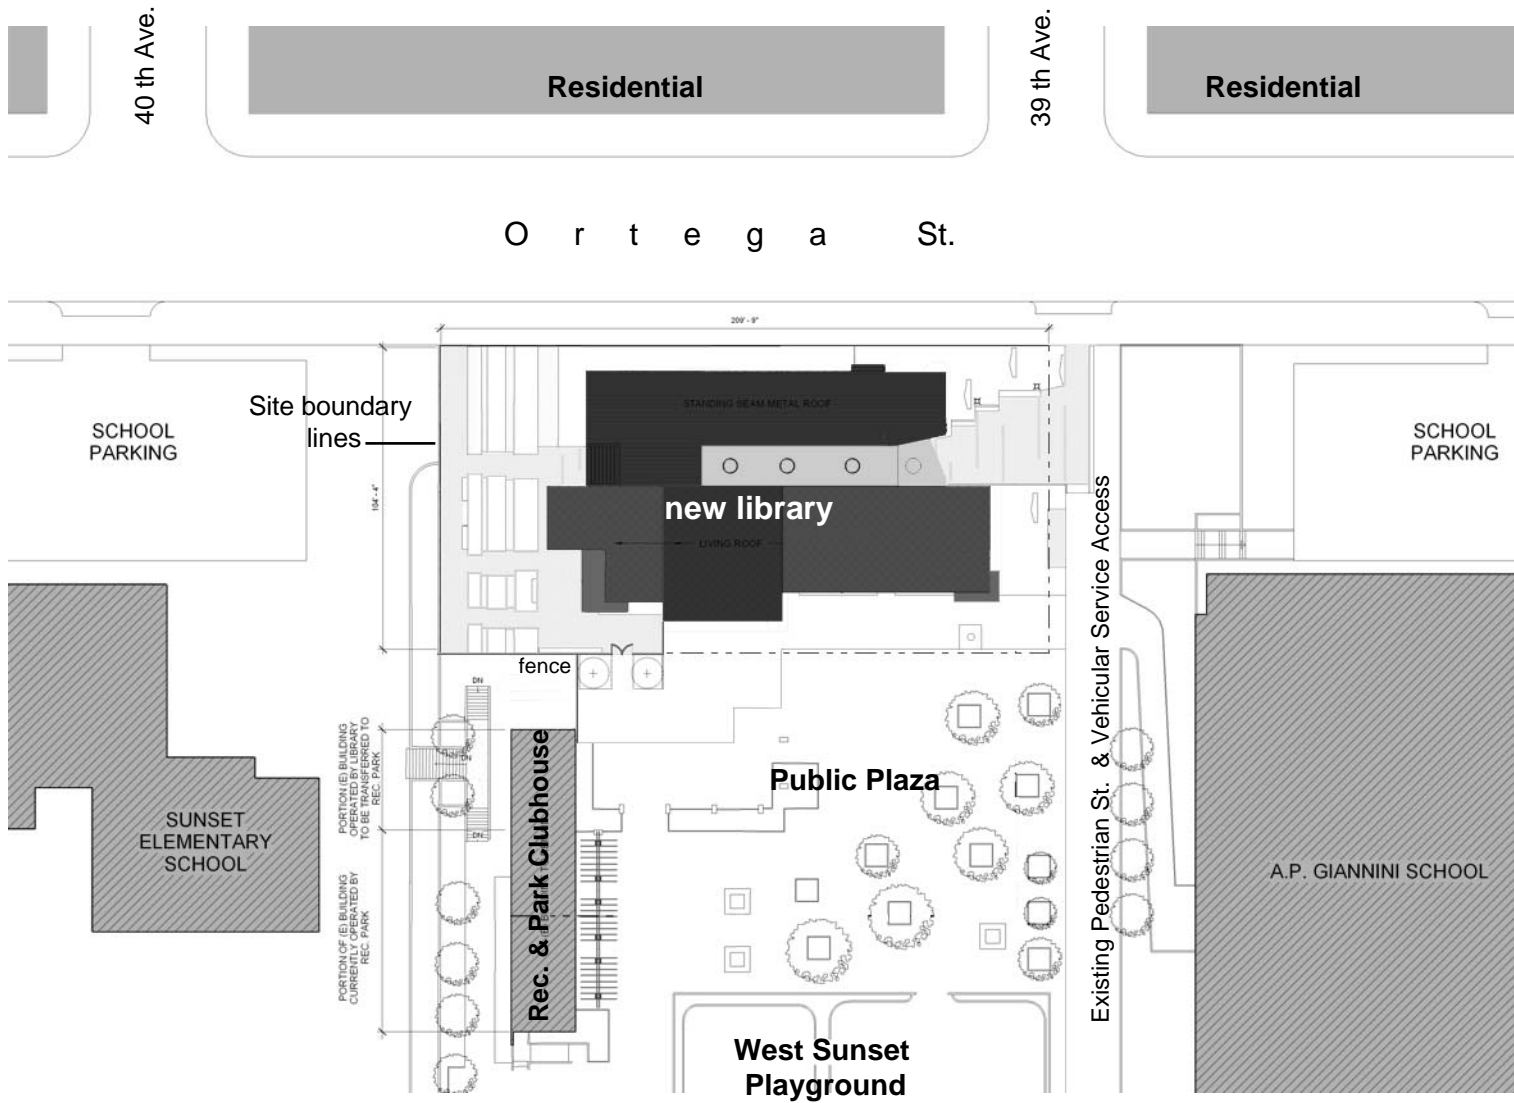 40 th Ave.
Residential
39 th Ave.
Residential
Ortega St.
209' - 9"
Site boundary
lines
SCHOOL
PARKING
104' - 4"
STANDING SEAM METAL ROOF
new library
LIVING ROOF
SCHOOL
PARKING
fence
DN
DN
DN
PORTION (E) BUILDING
OPERATED BY LIBRARY
TO BE TRANSFERRED TO
REC. PARK
PORTION OF (E) BUILDING
CURRENTLY OPERATED BY
REC. PARK
SUNSET
ELEMENTARY
SCHOOL
Rec. & Park Clubhouse
Public Plaza
Existing Pedestrian St. & Vehicular Service Access
A.P. GIANNINI SCHOOL
West Sunset
Playground